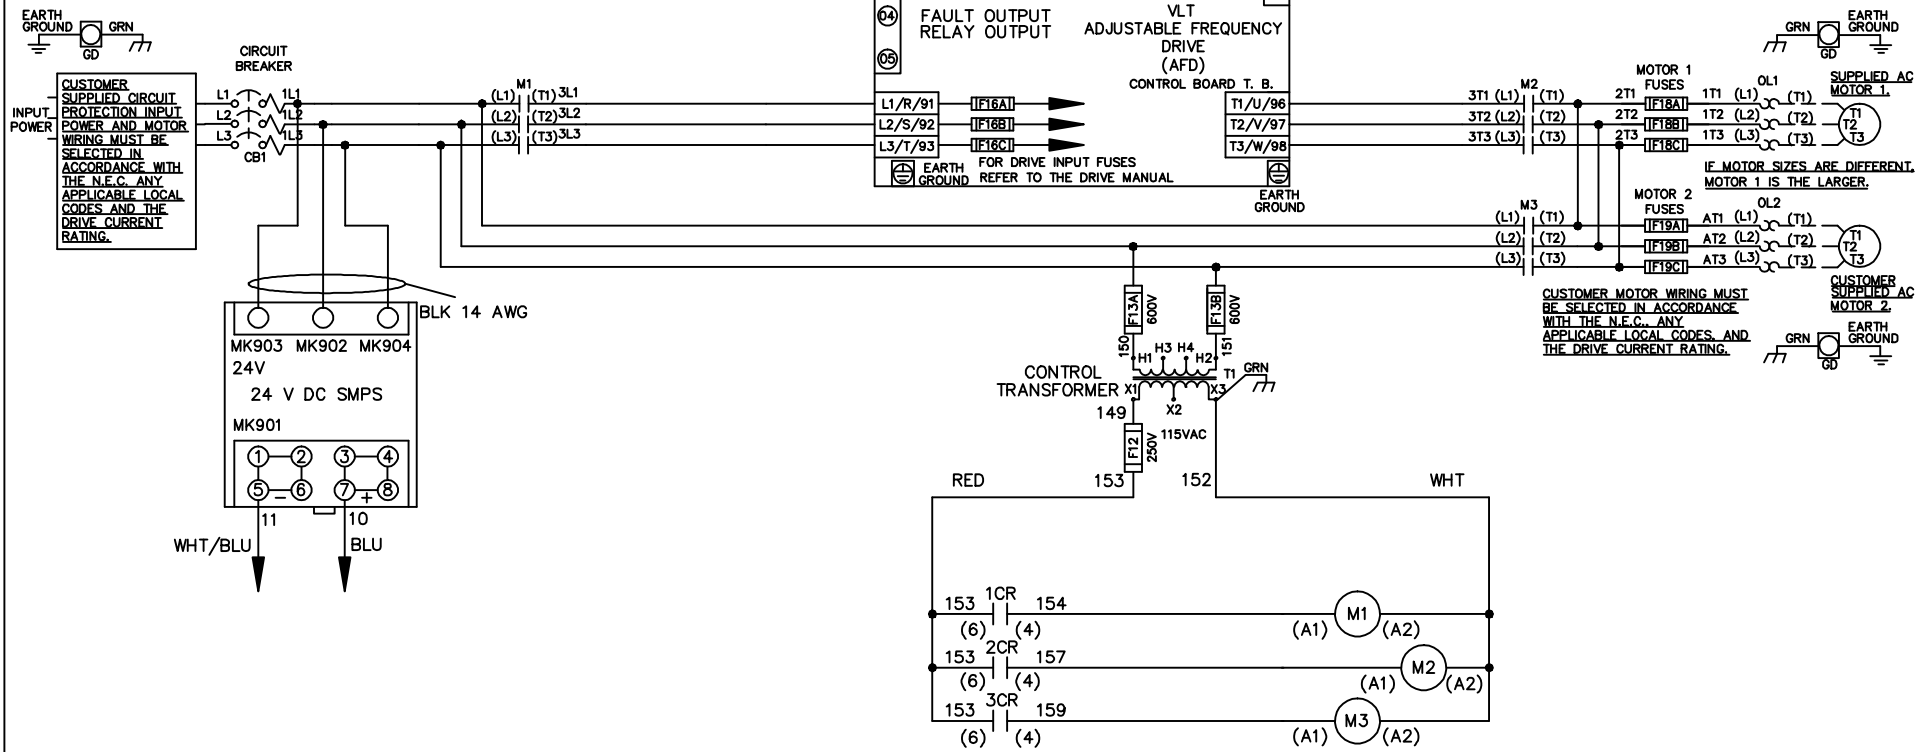 EARTH
GROUND
GRN
GD
CIRCUIT
BREAKER
INPUT
POWER
CUSTOMER
SUPPLIED CIRCUIT
PROTECTION INPUT
POWER AND MOTOR
WIRING MUST BE
SELECTED IN
ACCORDANCE WITH
THE N.E.C. ANY
APPLICABLE LOCAL
CODES AND THE
DRIVE CURRENT
RATING.
L1 1L1
L2 1L2
L3 1L3
CB1
M1
(L1) (T1) 3L1
(L2) (T2) 3L2
(L3) (T3) 3L3
04
05
FAULT OUTPUT
RELAY OUTPUT
VLT
ADJUSTABLE FREQUENCY
DRIVE
(AFD)
CONTROL BOARD T. B.
L1/R/91 F16A T1/U/96
L2/S/92 F16B T2/V/97
L3/T/93 F16C T3/W/98
EARTH
GROUND
FOR DRIVE INPUT FUSES
REFER TO THE DRIVE MANUAL
EARTH
GROUND
M2
3T1 (L1) (T1)
3T2 (L2) (T2)
3T3 (L3) (T3)
MOTOR 1
FUSES
2T1 F18A 1T1 (L1) OL1 (T1)
2T2 F18B 1T2 (L2) (T2)
2T3 F18C 1T3 (L3) (T3)
T1
T2
T3
GRN
GD
EARTH
GROUND
SUPPLIED AC
MOTOR 1.
IF MOTOR SIZES ARE DIFFERENT,
MOTOR 1 IS THE LARGER.
M3
(L1) (T1)
(L2) (T2)
(L3) (T3)
MOTOR 2
FUSES
F19A AT1 (L1) OL2 (T1)
F19B AT2 (L2) (T2)
F19C AT3 (L3) (T3)
T1
T2
T3
CUSTOMER
SUPPLIED AC
MOTOR 2.
CUSTOMER MOTOR WIRING MUST
BE SELECTED IN ACCORDANCE
WITH THE N.E.C., ANY
APPLICABLE LOCAL CODES, AND
THE DRIVE CURRENT RATING.
GRN
GD
EARTH
GROUND
BLK 14 AWG
MK903 MK902 MK904
24V
24 V DC SMPS
MK901
1 2 3 4
5 - 6 7 + 8
11 10
WHT/BLU BLU
F13A
600V
F13B
600V
150
151
H1 H3 H4 H2
CONTROL
TRANSFORMER
T1
GRN
X1 X2 X3
149
115VAC
F12
250V
RED 153 152 WHT
153 1CR 154 M1
(6) (4) (A1) (A2)
153 2CR 157 M2
(6) (4) (A1) (A2)
153 3CR 159 M3
(6) (4) (A1) (A2)